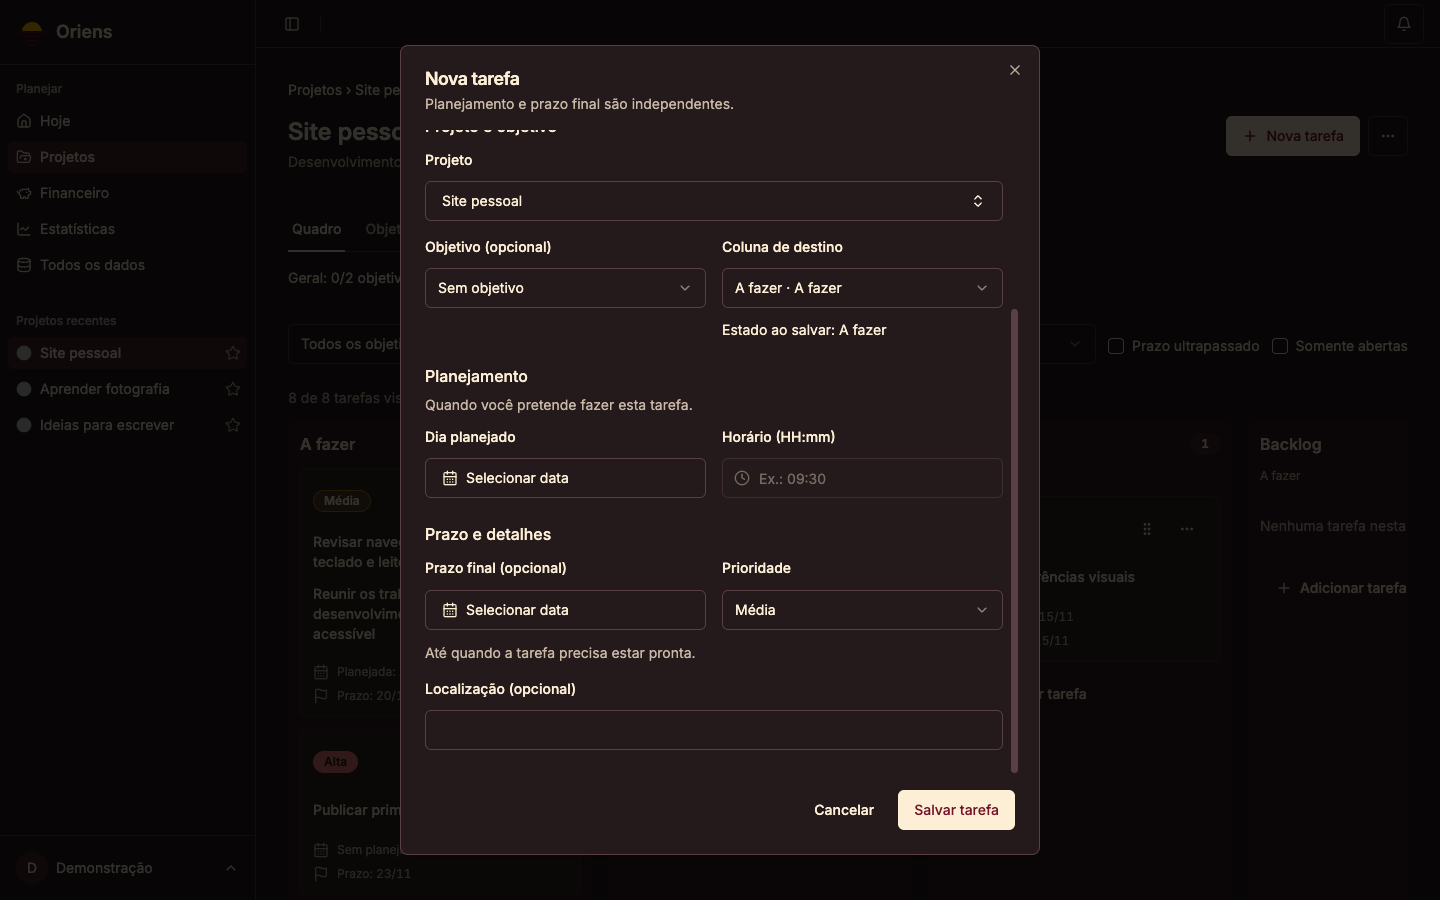 Oriens
Planejar
Hoje
Projetos
Financeiro
Estatísticas
Todos os dados
Projetos recentes
Site pessoal
Aprender fotografia
Ideias para escrever
D
Demonstração
Projetos › Site pe
Site pesso
Desenvolvimento
Nova tarefa
Quadro
Objet
Geral: 0/2 objetiv
Todos os objeti
Prazo ultrapassado
Somente abertas
8 de 8 tarefas vis
A fazer
Média
Revisar nave
teclado e leit
Reunir os tral
desenvolvime
acessível
Planejada:
Prazo: 20/1
Alta
Publicar prim
Sem planej
Prazo: 23/11
1
rências visuais
15/11
5/11
r tarefa
Backlog
A fazer
Nenhuma tarefa nesta
Adicionar tarefa
Nova tarefa
Planejamento e prazo final são independentes.
Projeto e objetivo
Projeto
Site pessoal
Objetivo (opcional)
Coluna de destino
Sem objetivo
A fazer · A fazer
Estado ao salvar: A fazer
Planejamento
Quando você pretende fazer esta tarefa.
Dia planejado
Horário (HH:mm)
Selecionar data
Ex.: 09:30
Prazo e detalhes
Prazo final (opcional)
Prioridade
Selecionar data
Média
Até quando a tarefa precisa estar pronta.
Localização (opcional)
Cancelar
Salvar tarefa